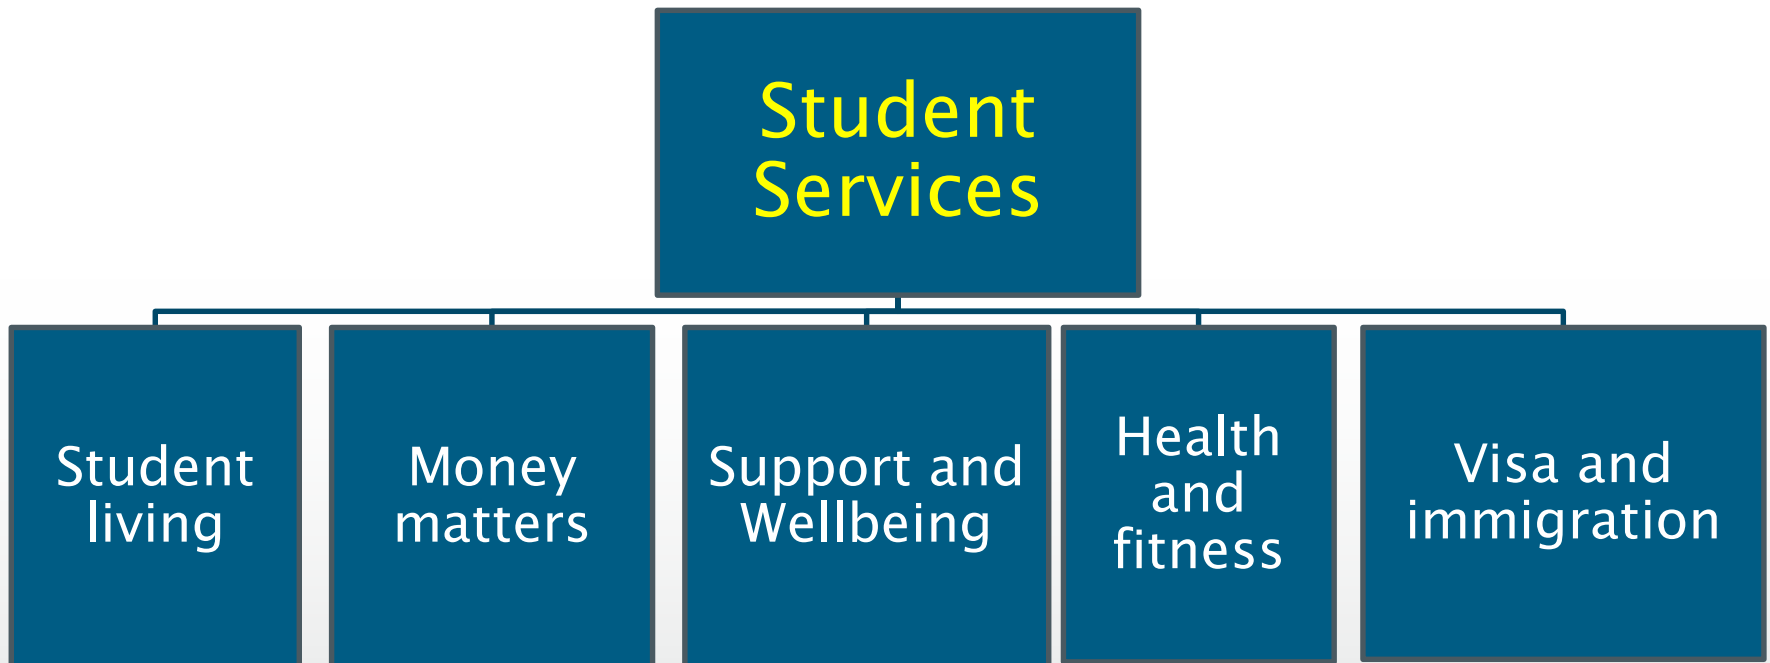 Student
Services
Student
living
Money
matters
Support and
Wellbeing
Health
and
fitness
Visa and
immigration